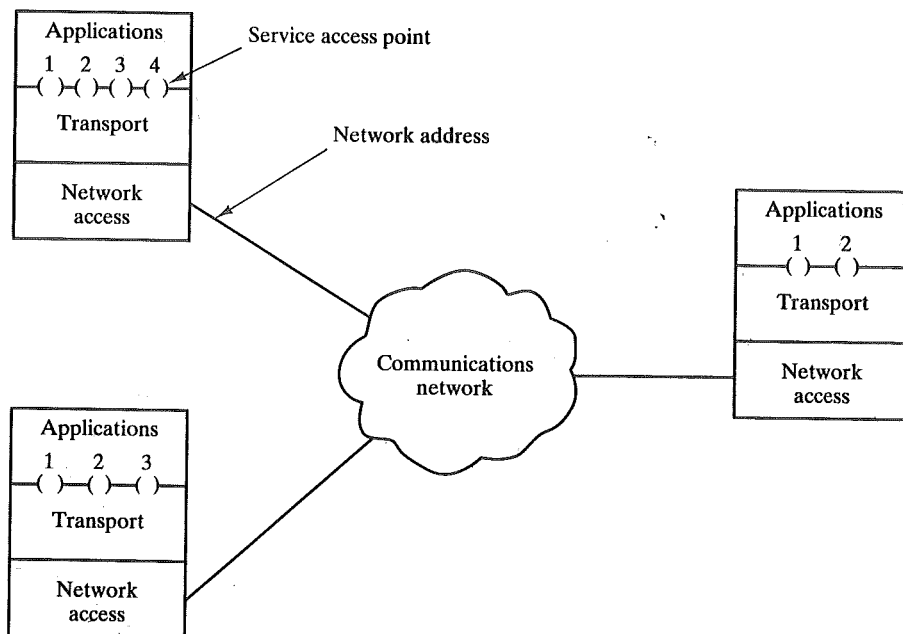 Applications
1 2 3 4
Transport
Network
access
Service access point
Network address
Applications
1 2
Transport
Network
access
Communications
network
Applications
1 2 3
Transport
Network
access